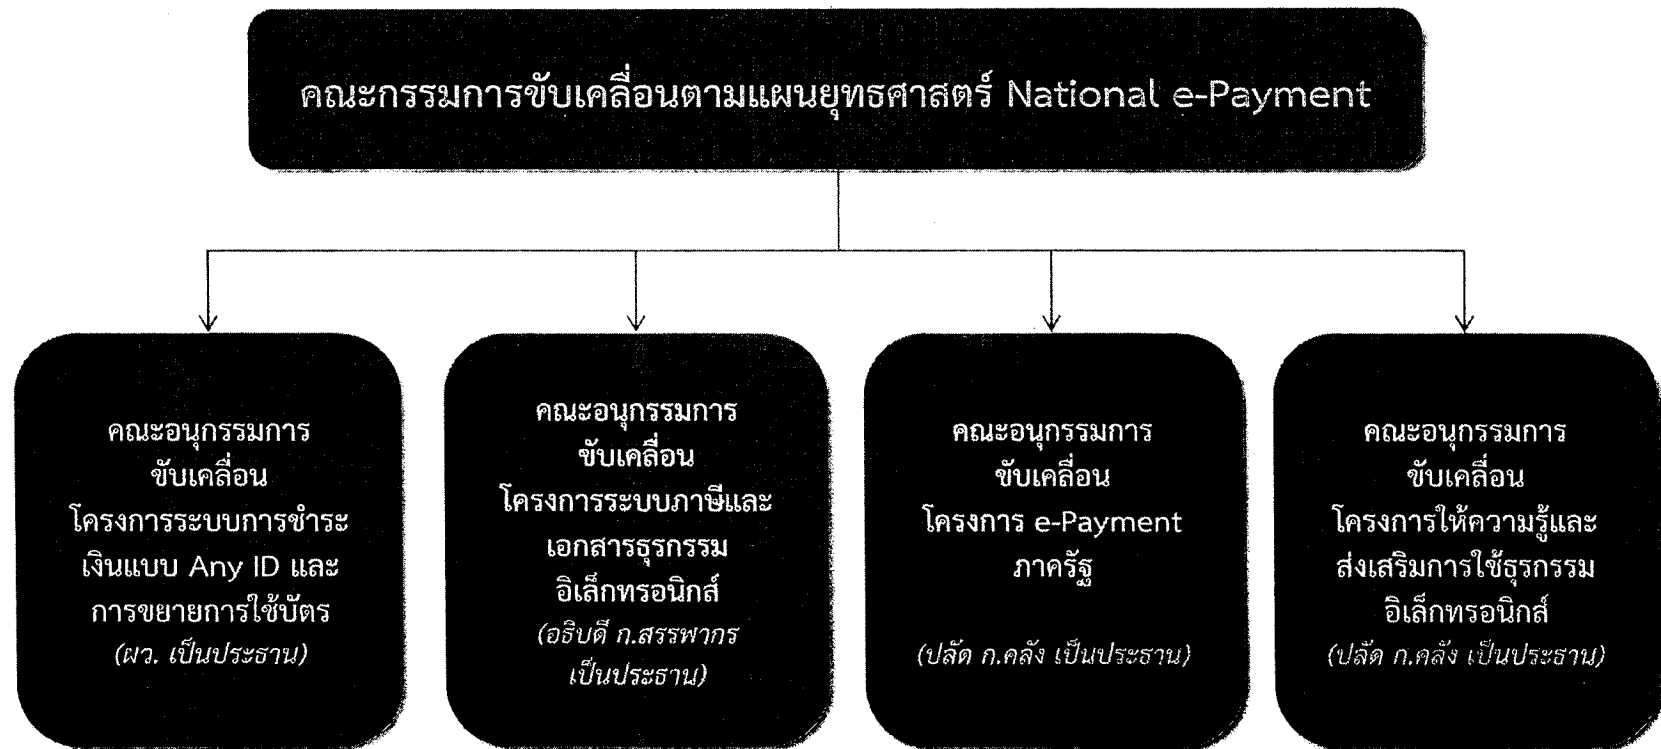 คณะกรรมการขับเคลื่อนตามแผนยุทธศาสตร์ National e-Payment
คณะอนุกรรมการ
ขับเคลื่อน
โครงการระบบการชำระ
เงินแบบ Any ID และ
การขยายการใช้บัตร
(ผว. เป็นประธาน)
คณะอนุกรรมการ
ขับเคลื่อน
โครงการระบบภาษีและ
เอกสารธุรกรรม
อิเล็กทรอนิกส์
(อธิบดี ก.สรรพากร
เป็นประธาน)
คณะอนุกรรมการ
ขับเคลื่อน
โครงการ e-Payment
ภาครัฐ
(ปลัด ก.คลัง เป็นประธาน)
คณะอนุกรรมการ
ขับเคลื่อน
โครงการให้ความรู้และ
ส่งเสริมการใช้ธุรกรรม
อิเล็กทรอนิกส์
(ปลัด ก.คลัง เป็นประธาน)